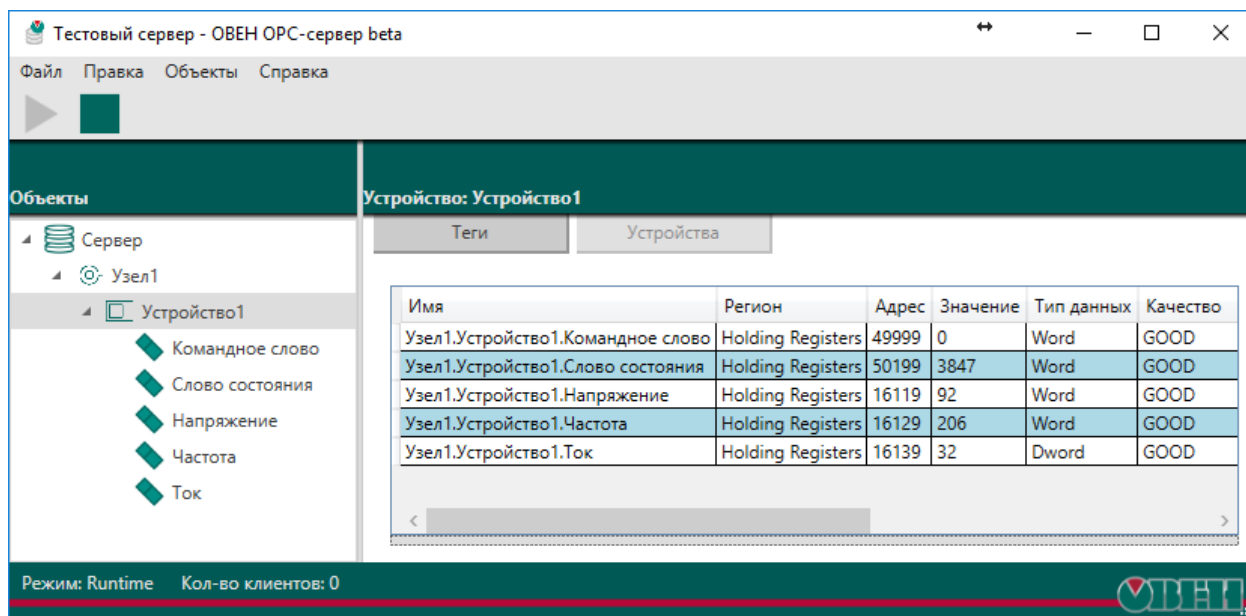 Тестовый сервер - ОВЕН ОРС-сервер beta
Файл Правка Объекты Справка
Объекты
Устройство: Устройство1
Сервер
Узел1
Устройство1
Командное слово
Слово состояния
Напряжение
Частота
Ток
Теги Устройства
Имя Регион Адрес Значение Тип данных Качество
Узел1.Устройство1.Командное слово Holding Registers 49999 0 Word GOOD
Узел1.Устройство1.Слово состояния Holding Registers 50199 3847 Word GOOD
Узел1.Устройство1.Напряжение Holding Registers 16119 92 Word GOOD
Узел1.Устройство1.Частота Holding Registers 16129 206 Word GOOD
Узел1.Устройство1.Ток Holding Registers 16139 32 Dword GOOD
Режим: Runtime Кол-во клиентов: 0
ОВЕН